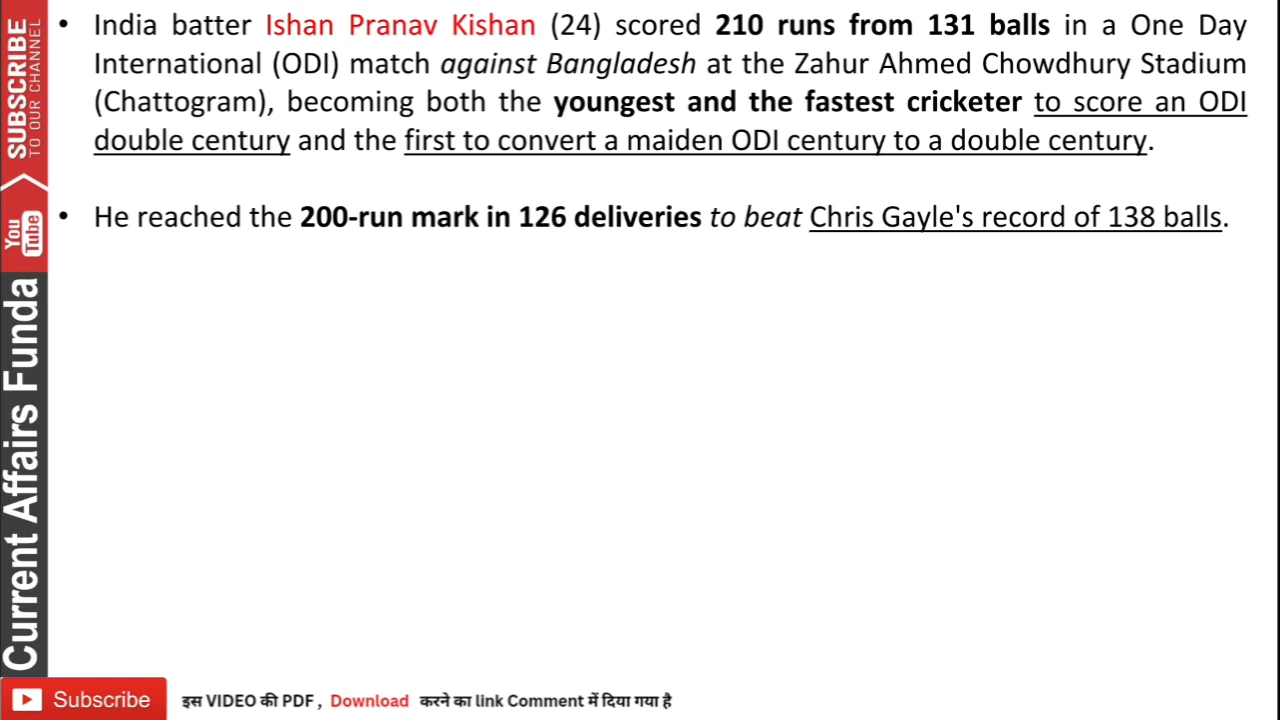 • India batter Ishan Pranav Kishan (24) scored 210 runs from 131 balls in a One Day
International (ODI) match against Bangladesh at the Zahur Ahmed Chowdhury Stadium
(Chattogram), becoming both the youngest and the fastest cricketer to score an ODI
double century and the first to convert a maiden ODI century to a double century.
• He reached the 200-run mark in 126 deliveries to beat Chris Gayle's record of 138 balls.
SUBSCRIBE
TO OUR CHANNEL
You
Tube
Current Affairs Funda
Subscribe
इस VIDEO की PDF , Download करने का link Comment में दिया गया है